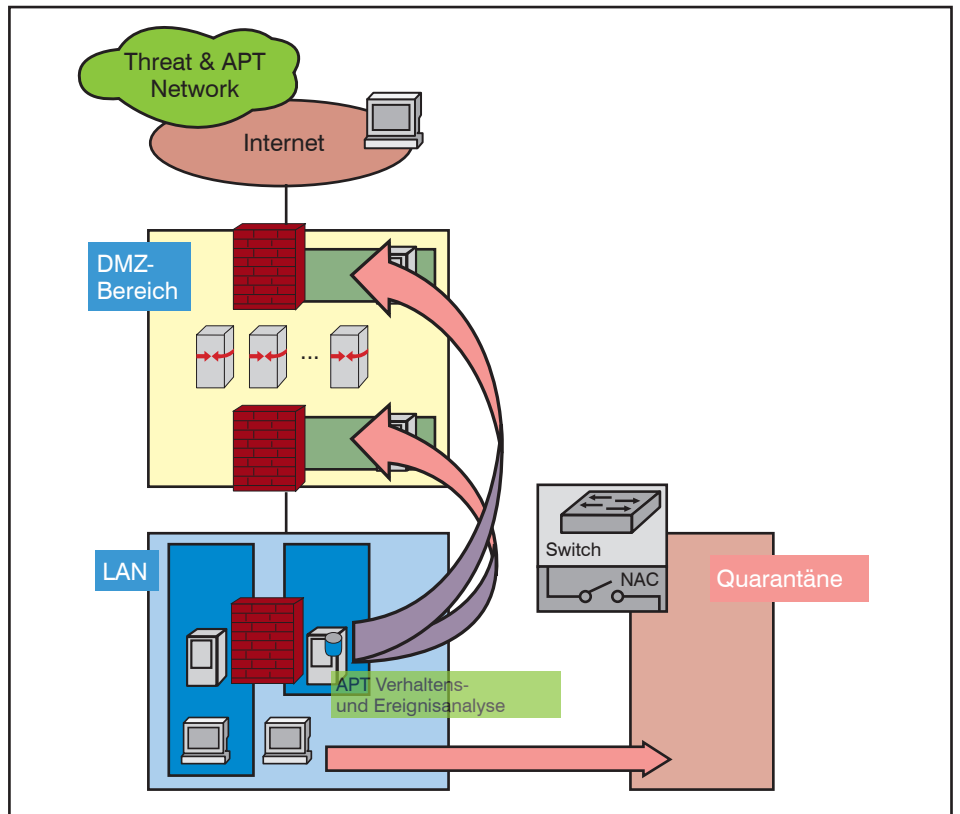 Threat & APT
Network
Internet
DMZ-
Bereich
...
Switch
NAC
Quarantäne
LAN
APT Verhaltens-
und Ereignisanalyse